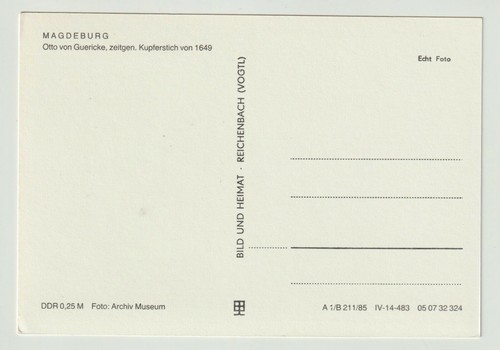 MAGDEBURG
Otto von Guericke, zeitgen. Kupferstich von 1649
Echt Foto
BILD UND HEIMAT · REICHENBACH (VOGTL)
DDR 0,25 M Foto: Archiv Museum
A 1/B 211/85 IV-14-483 05 07 32 324